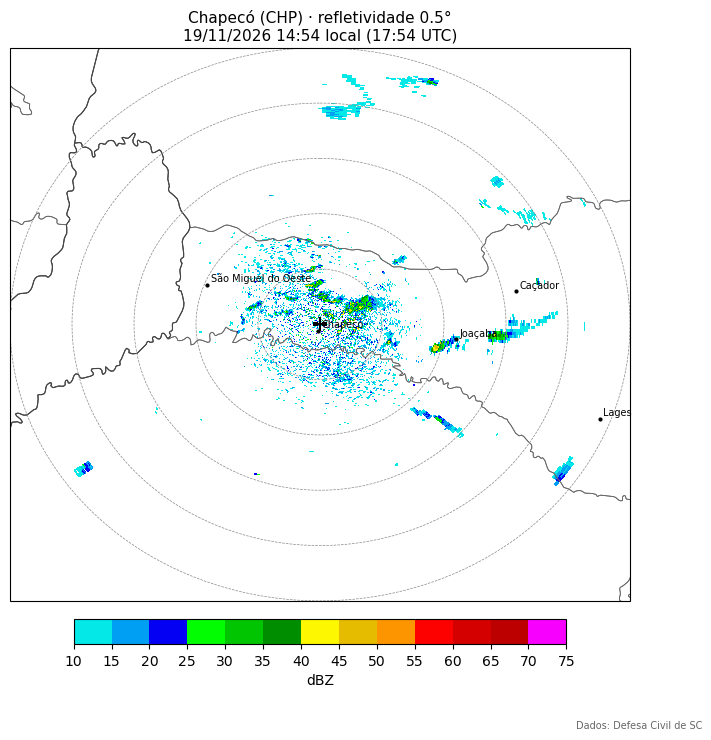 Chapecó (CHP) · refletividade 0.5°
19/11/2026 14:54 local (17:54 UTC)
São Miguel do Oeste
Caçador
Chapecó
Joaçaba
Lages
10 15 20 25 30 35 40 45 50 55 60 65 70 75
dBZ
Dados: Defesa Civil de SC